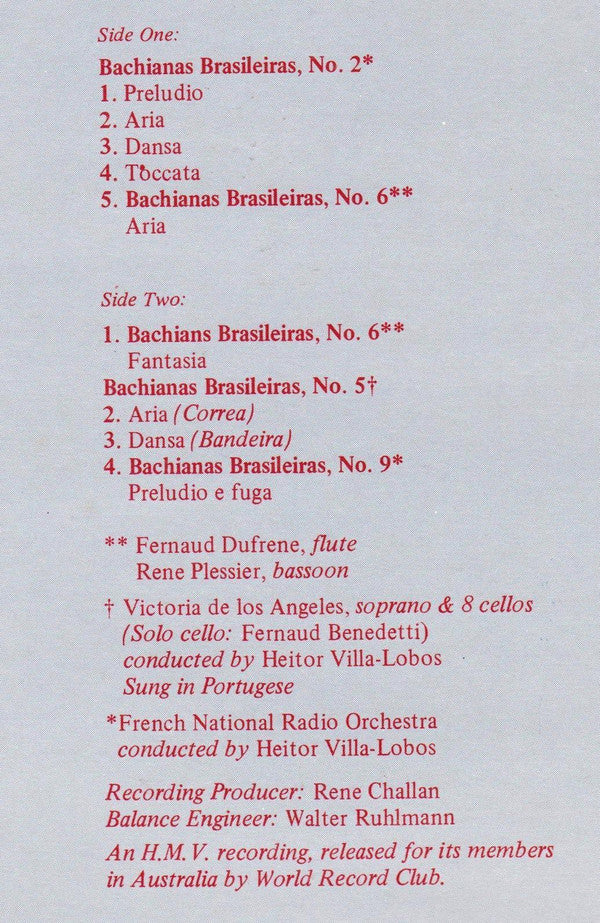 Side One:
Bachianas Brasileiras, No. 2*
1. Preludio
2. Aria
3. Dansa
4. Toccata
5. Bachianas Brasileiras, No. 6**
Aria
Side Two:
1. Bachians Brasileiras, No. 6**
Fantasia
Bachianas Brasileiras, No. 5†
2. Aria (Correa)
3. Dansa (Bandeira)
4. Bachianas Brasileiras, No. 9*
Preludio e fuga
** Fernaud Dufrene, flute
Rene Plessier, bassoon
† Victoria de los Angeles, soprano & 8 cellos
(Solo cello: Fernaud Benedetti)
conducted by Heitor Villa-Lobos
Sung in Portugese
*French National Radio Orchestra
conducted by Heitor Villa-Lobos
Recording Producer: Rene Challan
Balance Engineer: Walter Ruhlmann
An H.M.V. recording, released for its members
in Australia by World Record Club.